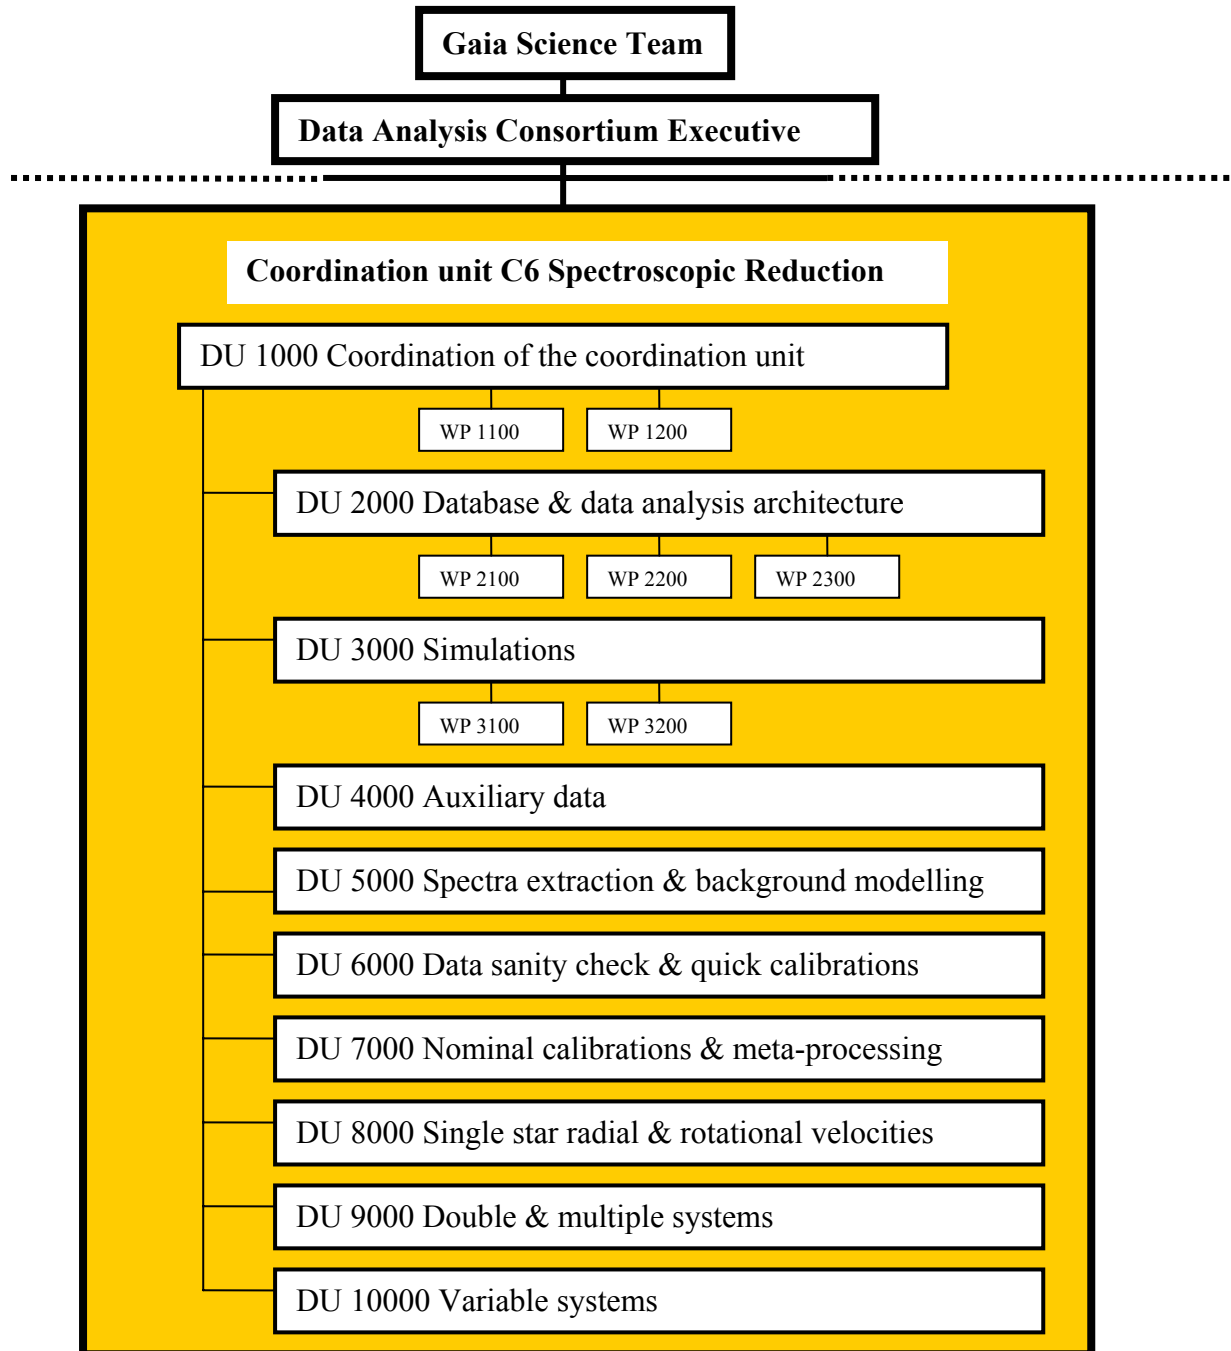 Gaia Science Team
Data Analysis Consortium Executive
Coordination unit C6 Spectroscopic Reduction
DU 1000 Coordination of the coordination unit
WP 1100
WP 1200
DU 2000 Database & data analysis architecture
WP 2100
WP 2200
WP 2300
DU 3000 Simulations
WP 3100
WP 3200
DU 4000 Auxiliary data
DU 5000 Spectra extraction & background modelling
DU 6000 Data sanity check & quick calibrations
DU 7000 Nominal calibrations & meta-processing
DU 8000 Single star radial & rotational velocities
DU 9000 Double & multiple systems
DU 10000 Variable systems